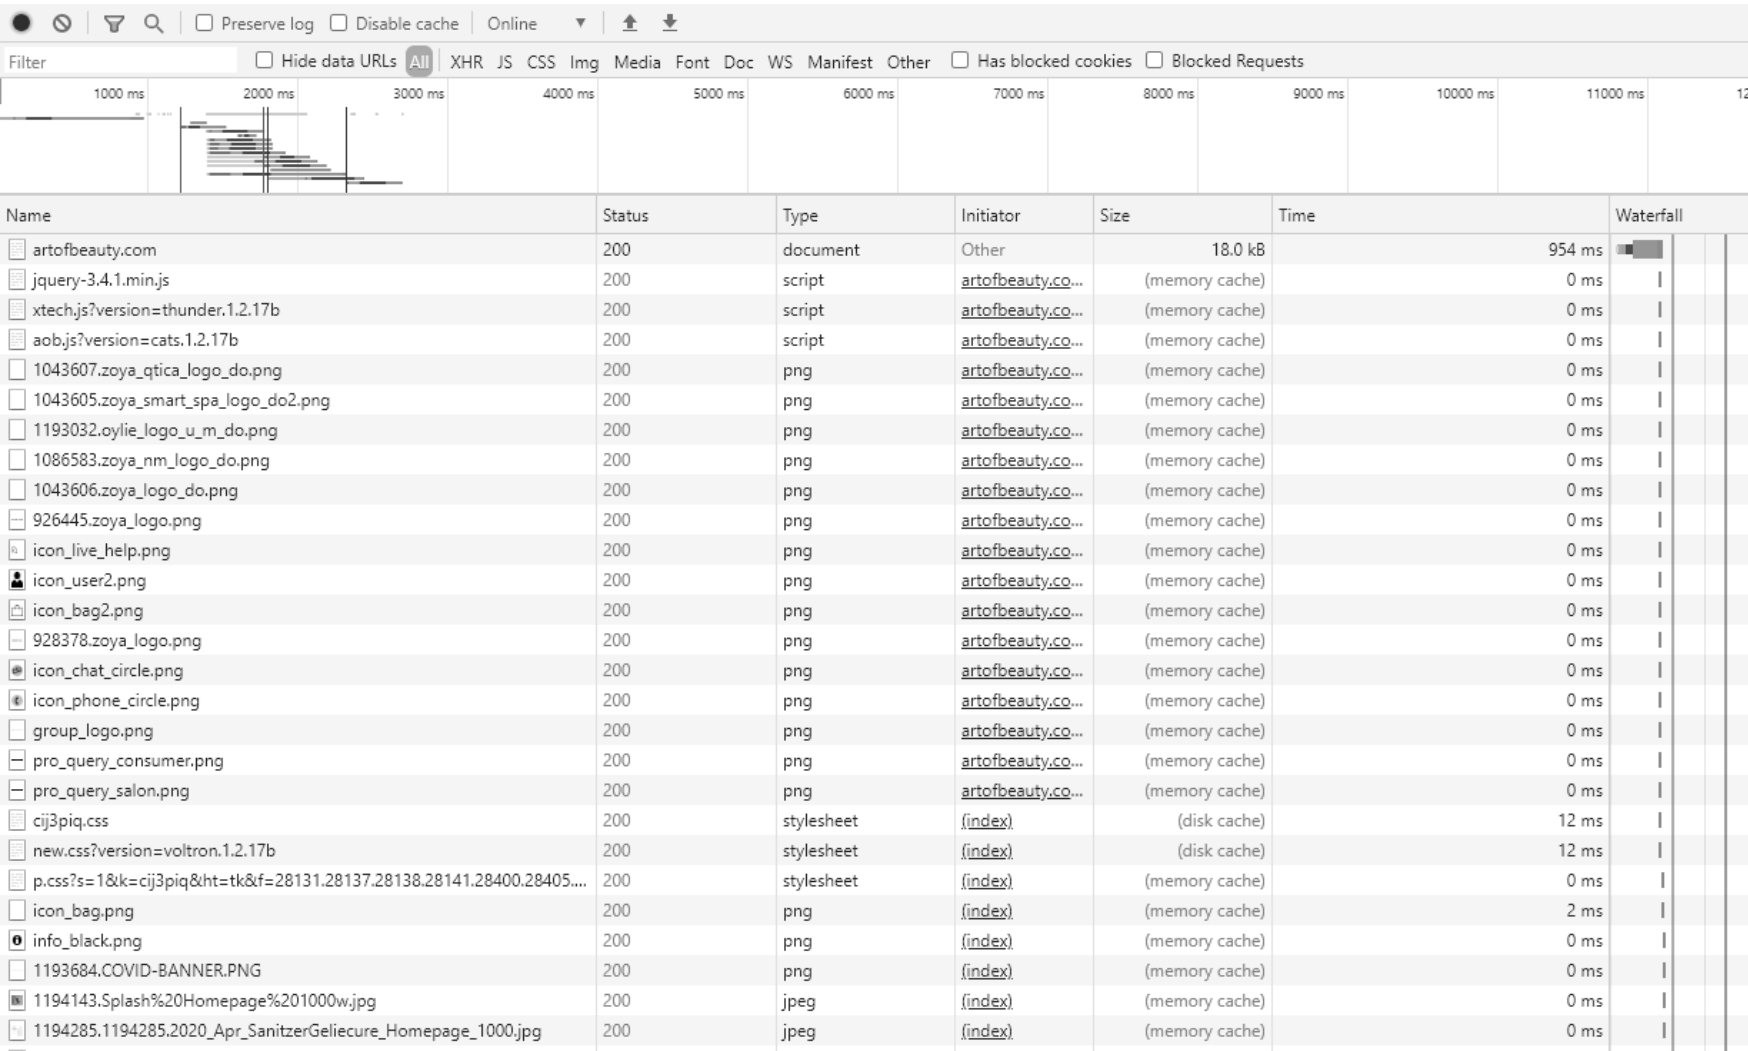 Preserve log Disable cache Online
Filter Hide data URLs All XHR JS CSS Img Media Font Doc WS Manifest Other Has blocked cookies Blocked Requests
1000 ms 2000 ms 3000 ms 4000 ms 5000 ms 6000 ms 7000 ms 8000 ms 9000 ms 10000 ms 11000 ms 12
Name Status Type Initiator Size Time Waterfall
artofbeauty.com 200 document Other 18.0 kB 954 ms
jquery-3.4.1.min.js 200 script artofbeauty.co... (memory cache) 0 ms
xtech.js?version=thunder.1.2.17b 200 script artofbeauty.co... (memory cache) 0 ms
aob.js?version=cats.1.2.17b 200 script artofbeauty.co... (memory cache) 0 ms
1043607.zoya_qtica_logo_do.png 200 png artofbeauty.co... (memory cache) 0 ms
1043605.zoya_smart_spa_logo_do2.png 200 png artofbeauty.co... (memory cache) 0 ms
1193032.oylie_logo_u_m_do.png 200 png artofbeauty.co... (memory cache) 0 ms
1086583.zoya_nm_logo_do.png 200 png artofbeauty.co... (memory cache) 0 ms
1043606.zoya_logo_do.png 200 png artofbeauty.co... (memory cache) 0 ms
926445.zoya_logo.png 200 png artofbeauty.co... (memory cache) 0 ms
icon_live_help.png 200 png artofbeauty.co... (memory cache) 0 ms
icon_user2.png 200 png artofbeauty.co... (memory cache) 0 ms
icon_bag2.png 200 png artofbeauty.co... (memory cache) 0 ms
928378.zoya_logo.png 200 png artofbeauty.co... (memory cache) 0 ms
icon_chat_circle.png 200 png artofbeauty.co... (memory cache) 0 ms
icon_phone_circle.png 200 png artofbeauty.co... (memory cache) 0 ms
group_logo.png 200 png artofbeauty.co... (memory cache) 0 ms
pro_query_consumer.png 200 png artofbeauty.co... (memory cache) 0 ms
pro_query_salon.png 200 png artofbeauty.co... (memory cache) 0 ms
cij3piq.css 200 stylesheet (index) (disk cache) 12 ms
new.css?version=voltron.1.2.17b 200 stylesheet (index) (disk cache) 12 ms
p.css?s=1&k=cij3piq&ht=tk&f=28131.28137.28138.28141.28400.28405.... 200 stylesheet (index) (memory cache) 0 ms
icon_bag.png 200 png (index) (memory cache) 2 ms
info_black.png 200 png (index) (memory cache) 0 ms
1193684.COVID-BANNER.PNG 200 png (index) (memory cache) 0 ms
1194143.Splash%20Homepage%201000w.jpg 200 jpeg (index) (memory cache) 0 ms
1194285.1194285.2020_Apr_SanitzerGeliecure_Homepage_1000.jpg 200 jpeg (index) (memory cache) 0 ms